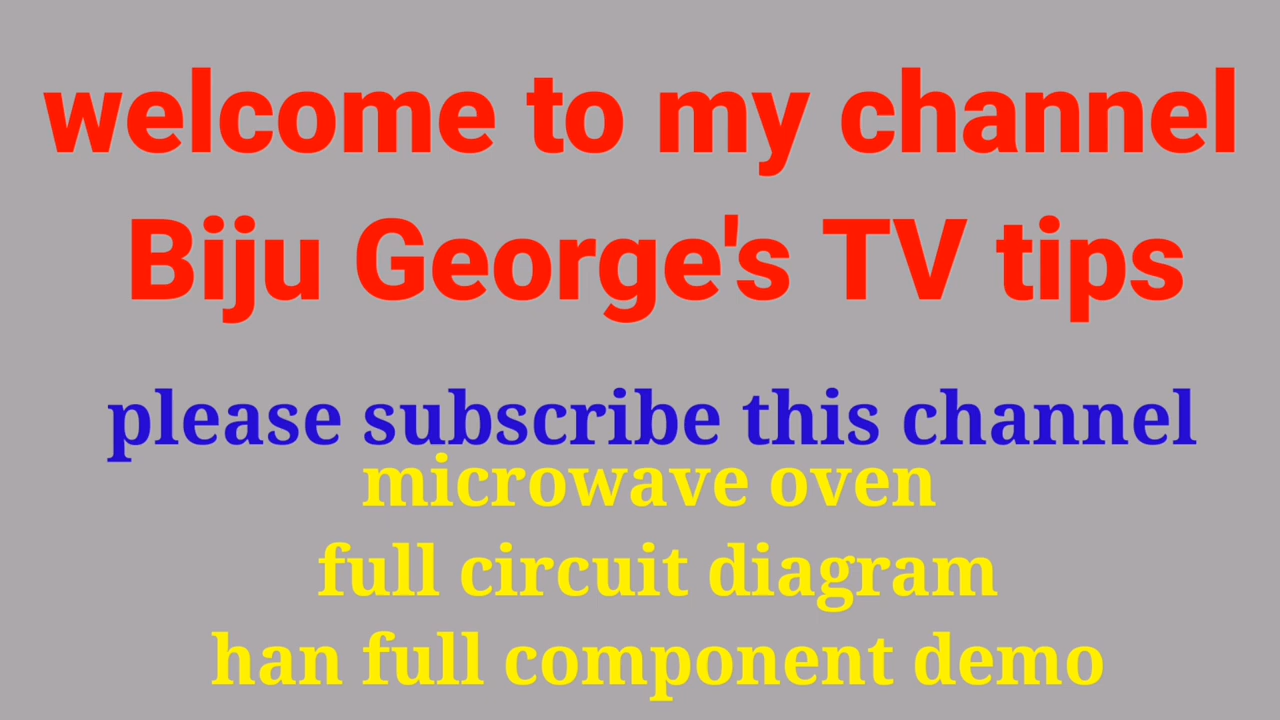 welcome to my channel
Biju George's TV tips
please subscribe this channel
microwave oven
full circuit diagram
han full component demo